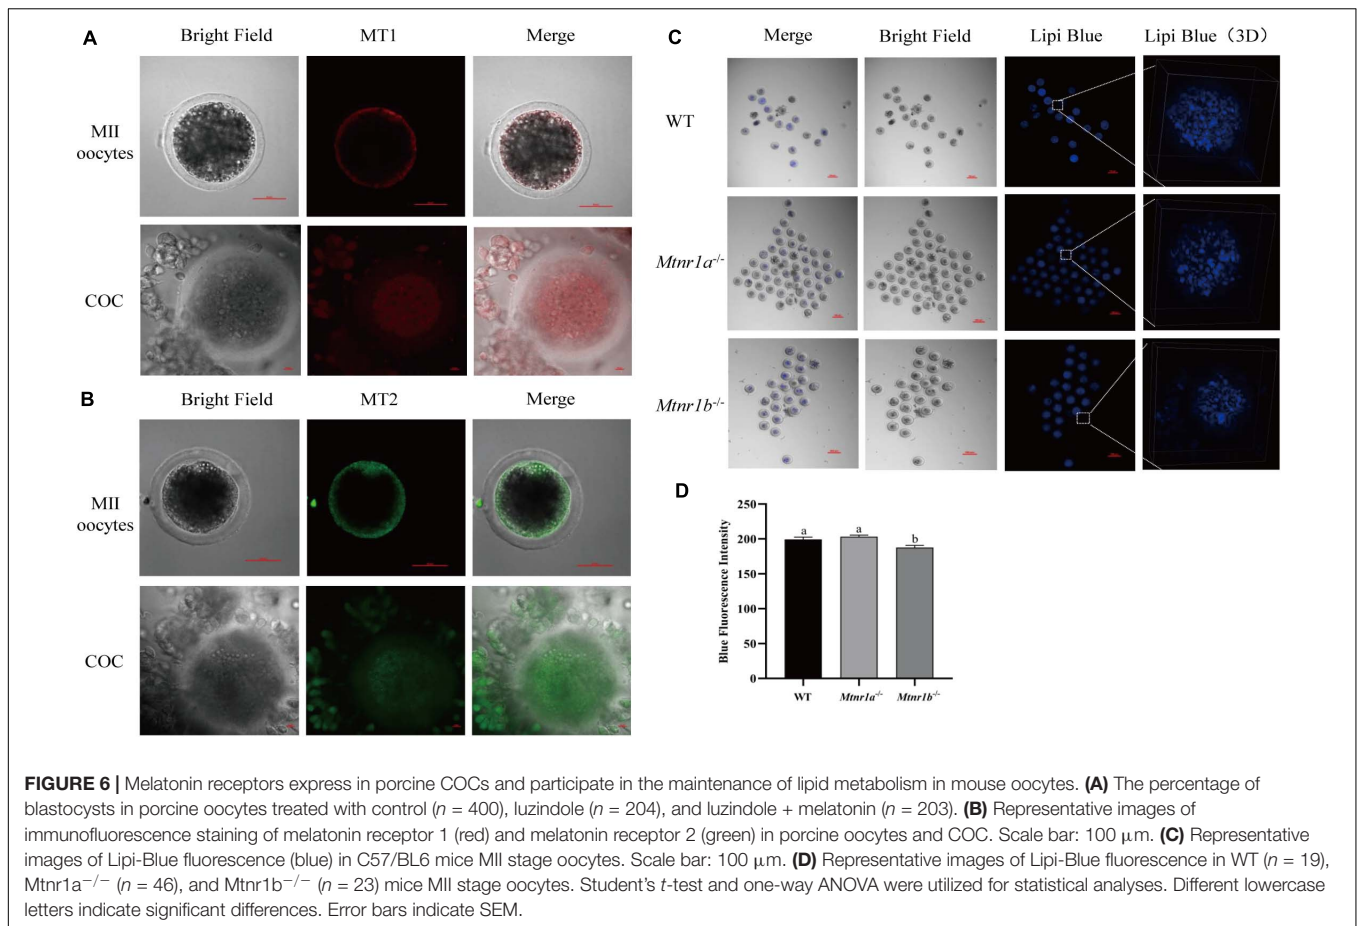 A
Bright Field MT1 Merge
MII
oocytes
COC
B
Bright Field MT2 Merge
MII
oocytes
COC
C
Merge Bright Field Lipi Blue Lipi Blue（3D）
WT
Mtnr1a-/-
Mtnr1b-/-
D
Blue Fluorescence Intensity
250
200
150
100
50
0
a
a
b
WT Mtnr1a-/- Mtnr1b-/-
FIGURE 6 | Melatonin receptors express in porcine COCs and participate in the maintenance of lipid metabolism in mouse oocytes. (A) The percentage of
blastocysts in porcine oocytes treated with control (n = 400), luzindole (n = 204), and luzindole + melatonin (n = 203). (B) Representative images of
immunofluorescence staining of melatonin receptor 1 (red) and melatonin receptor 2 (green) in porcine oocytes and COC. Scale bar: 100 μm. (C) Representative
images of Lipi-Blue fluorescence (blue) in C57/BL6 mice MII stage oocytes. Scale bar: 100 μm. (D) Representative images of Lipi-Blue fluorescence in WT (n = 19),
Mtnr1a−/− (n = 46), and Mtnr1b−/− (n = 23) mice MII stage oocytes. Student's t-test and one-way ANOVA were utilized for statistical analyses. Different lowercase
letters indicate significant differences. Error bars indicate SEM.